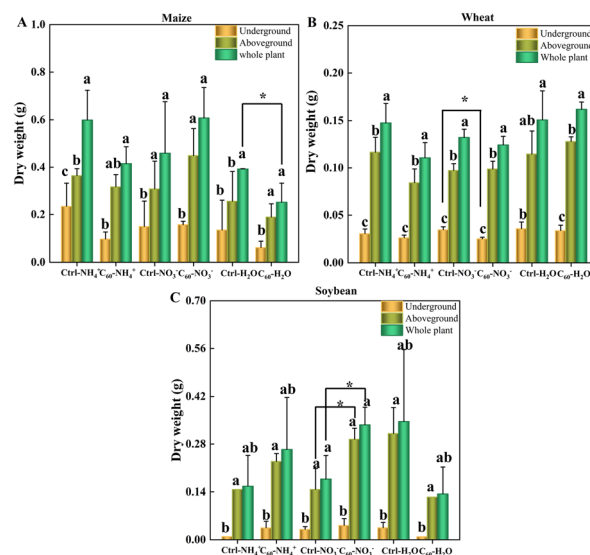 A
Maize
Underground
Aboveground
whole plant
Dry weight (g)
1.0
0.8
0.6
0.4
0.2
0.0
c b a
b ab a
b a a
b a a
b a a
a a a
*
Ctrl-NH₄⁺ C₆₀-NH₄⁺ Ctrl-NO₃⁻ C₆₀-NO₃⁻ Ctrl-H₂O C₆₀-H₂O
B
Wheat
Underground
Aboveground
Whole plant
Dry weight (g)
0.25
0.20
0.15
0.10
0.05
0.00
c b a
c b a
c b a
c b a
b ab a
c b a
*
Ctrl-NH₄⁺ C₆₀-NH₄⁺ Ctrl-NO₃⁻ C₆₀-NO₃⁻ Ctrl-H₂O C₆₀-H₂O
C
Soybean
Underground
Aboveground
Whole plant
Dry weight (g)
0.70
0.56
0.42
0.28
0.14
0.00
b a ab
b a ab
b a a
b a a
b a ab
b a ab
*
*
Ctrl-NH₄⁺ C₆₀-NH₄⁺ Ctrl-NO₃⁻ C₆₀-NO₃⁻ Ctrl-H₂O C₆₀-H₂O